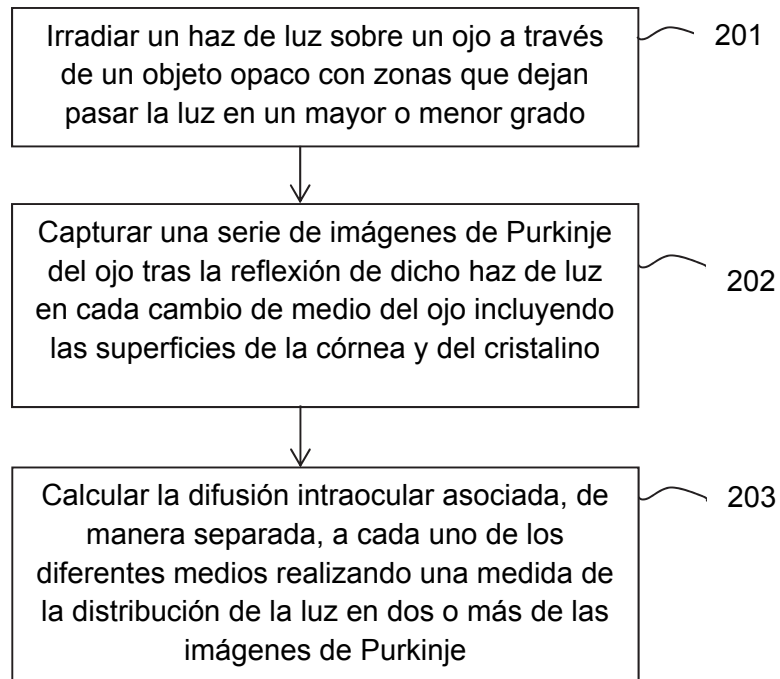 Irradiar un haz de luz sobre un ojo a través
de un objeto opaco con zonas que dejan
pasar la luz en un mayor o menor grado
201
Capturar una serie de imágenes de Purkinje
del ojo tras la reflexión de dicho haz de luz
en cada cambio de medio del ojo incluyendo
las superficies de la córnea y del cristalino
202
Calcular la difusión intraocular asociada, de
manera separada, a cada uno de los
diferentes medios realizando una medida de
la distribución de la luz en dos o más de las
imágenes de Purkinje
203